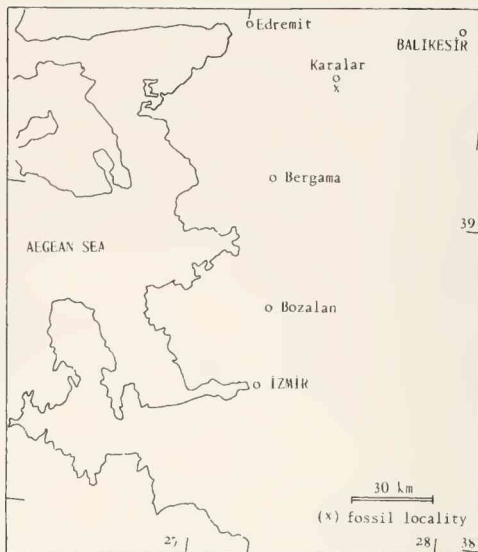 Edremit
BALIKESİR
Karalar
x
Bergama
39
AEGEAN SEA
Bozalan
İZMİR
30 km
(x) fossil locality
27
28
38